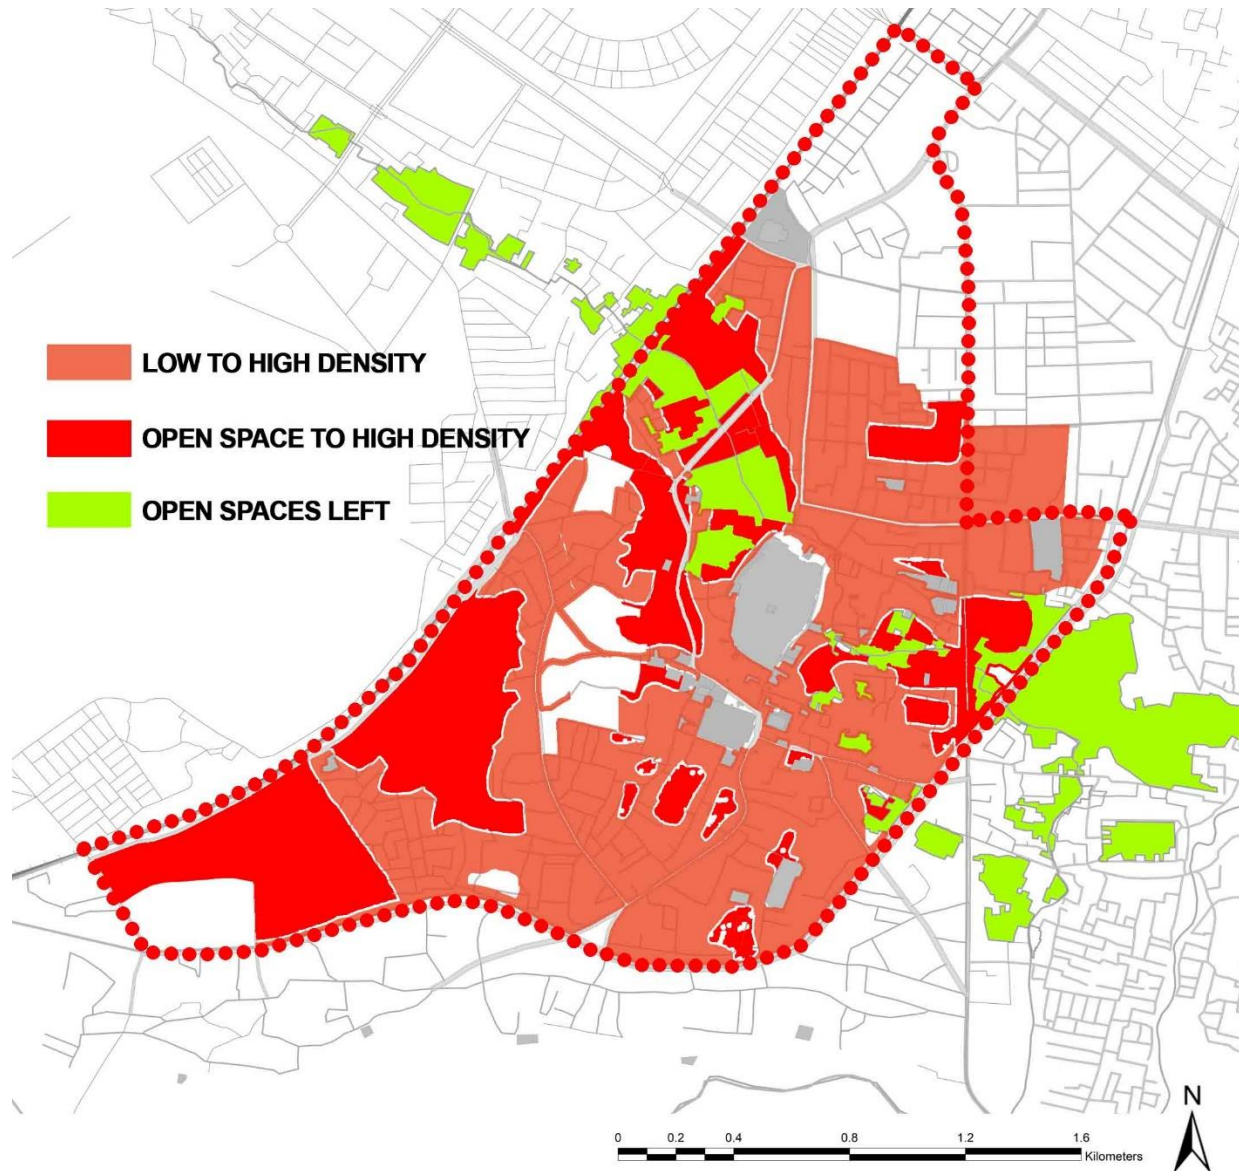 LOW TO HIGH DENSITY
OPEN SPACE TO HIGH DENSITY
OPEN SPACES LEFT
N
0 0.2 0.4 0.8 1.2 1.6
Kilometers